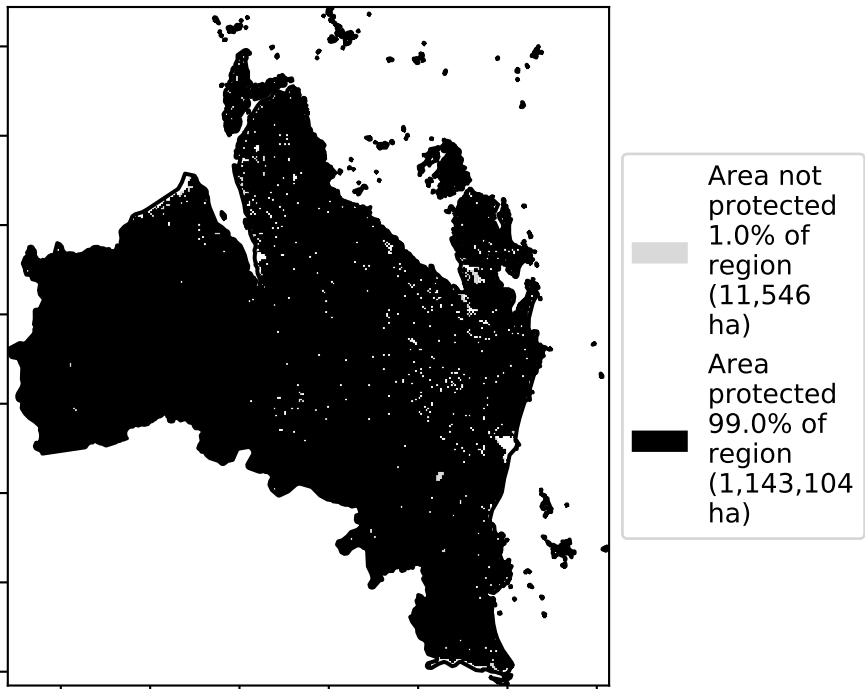 Area not
protected
1.0% of
region
(11,546
ha)
Area
protected
99.0% of
region
(1,143,104
ha)